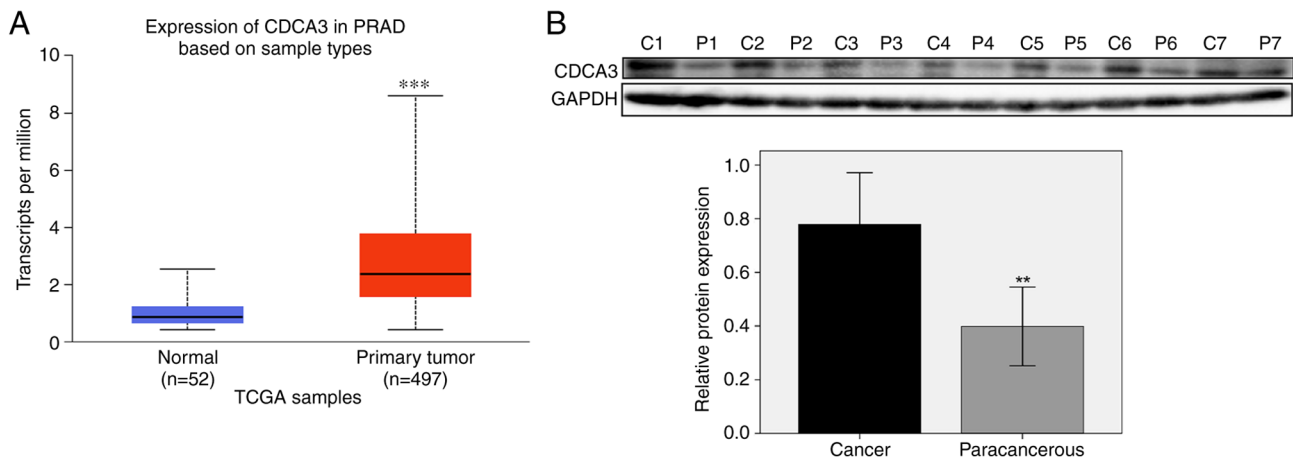 A
Expression of CDCA3 in PRAD
based on sample types
Transcripts per million
10
8
6
4
2
0
***
Normal
(n=52)
Primary tumor
(n=497)
TCGA samples
B
C1 P1 C2 P2 C3 P3 C4 P4 C5 P5 C6 P6 C7 P7
CDCA3
GAPDH
Relative protein expression
1.0
0.8
0.6
0.4
0.2
0.0
**
Cancer
Paracancerous